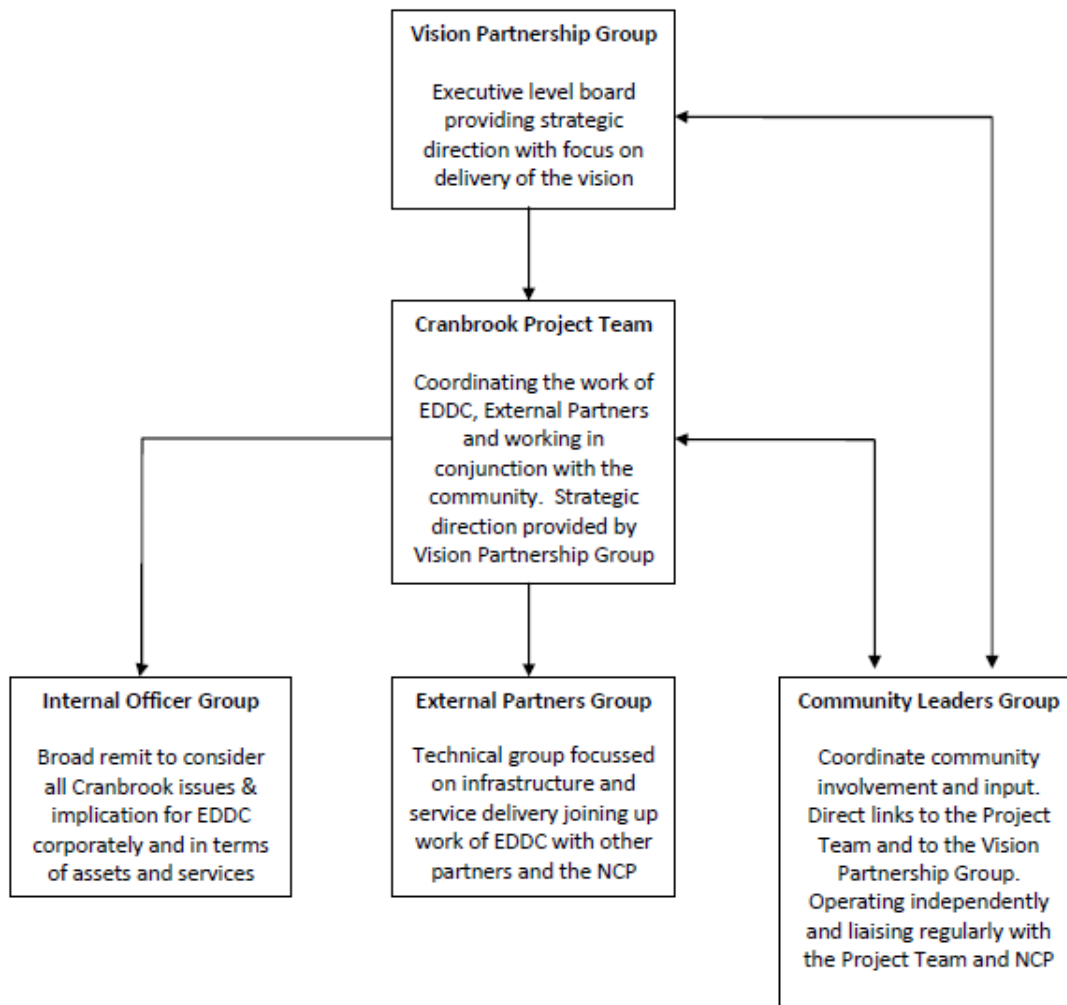 Vision Partnership Group
Executive level board
providing strategic
direction with focus on
delivery of the vision
Cranbrook Project Team
Coordinating the work of
EDDC, External Partners
and working in
conjunction with the
community.  Strategic
direction provided by
Vision Partnership Group
Internal Officer Group
Broad remit to consider
all Cranbrook issues &
implication for EDDC
corporately and in terms
of assets and services
External Partners Group
Technical group focussed
on infrastructure and
service delivery joining up
work of EDDC with other
partners and the NCP
Community Leaders Group
Coordinate community
involvement and input.
Direct links to the Project
Team and to the Vision
Partnership Group.
Operating independently
and liaising regularly with
the Project Team and NCP